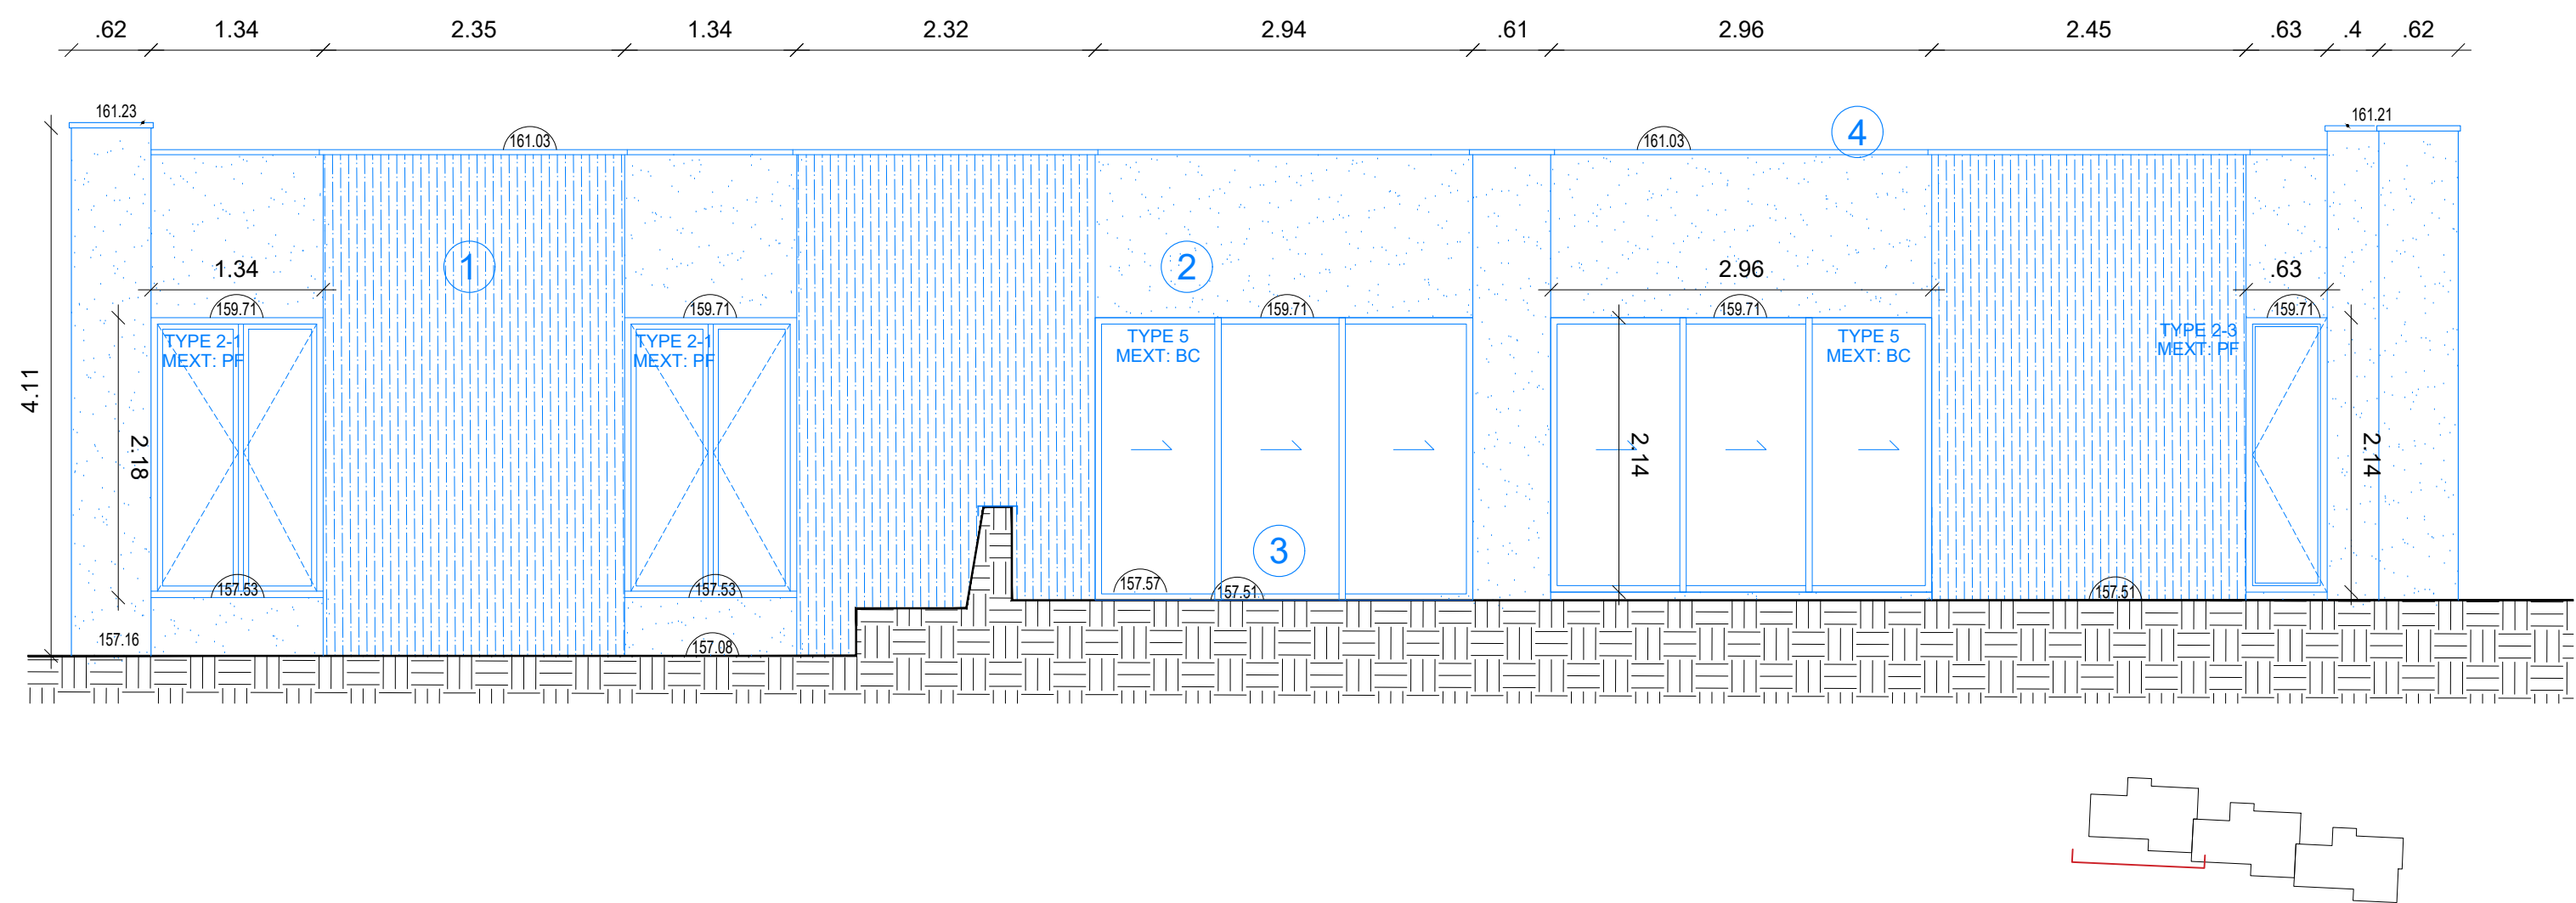 .62 1.34 2.35 1.34 2.32 2.94 .61 2.96 2.45 .63 .4 .62
161.23 161.21
161.03 161.03 4
1 2
1.34 2.96 .63
159.71 159.71 159.71 159.71 159.71
TYPE 2-1
MEXT: PF
TYPE 2-1
MEXT: PF
TYPE 5
MEXT: BC
TYPE 5
MEXT: BC
TYPE 2-3
MEXT: PF
4.11
2.18 2.14 2.14
3
157.53 157.53 157.57 157.51 157.51
157.16 157.08